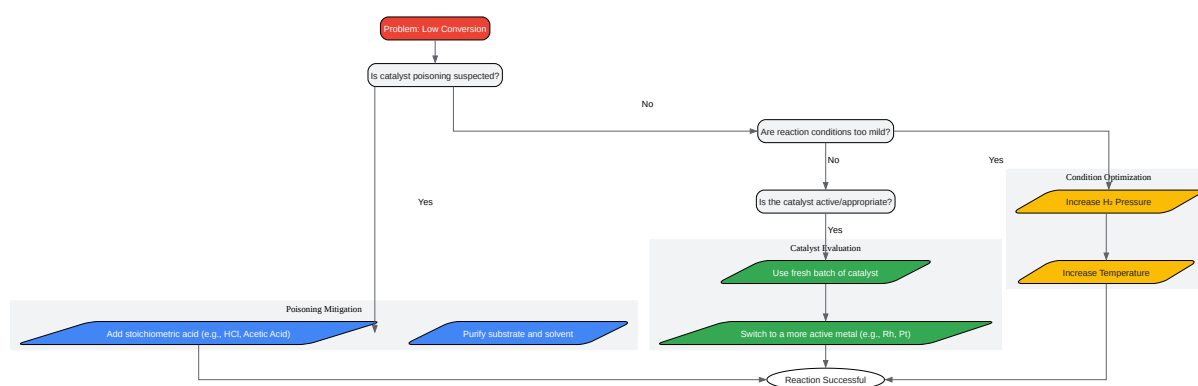 Problem: Low Conversion
Is catalyst poisoning suspected?
No
Are reaction conditions too mild?
No
Yes
Condition Optimization
Is the catalyst active/appropriate?
Yes
Increase H₂ Pressure
Yes
Catalyst Evaluation
Use fresh batch of catalyst
Increase Temperature
Poisoning Mitigation
Add stoichiometric acid (e.g., HCl, Acetic Acid)
Purify substrate and solvent
Switch to a more active metal (e.g., Rh, Pt)
Reaction Successful